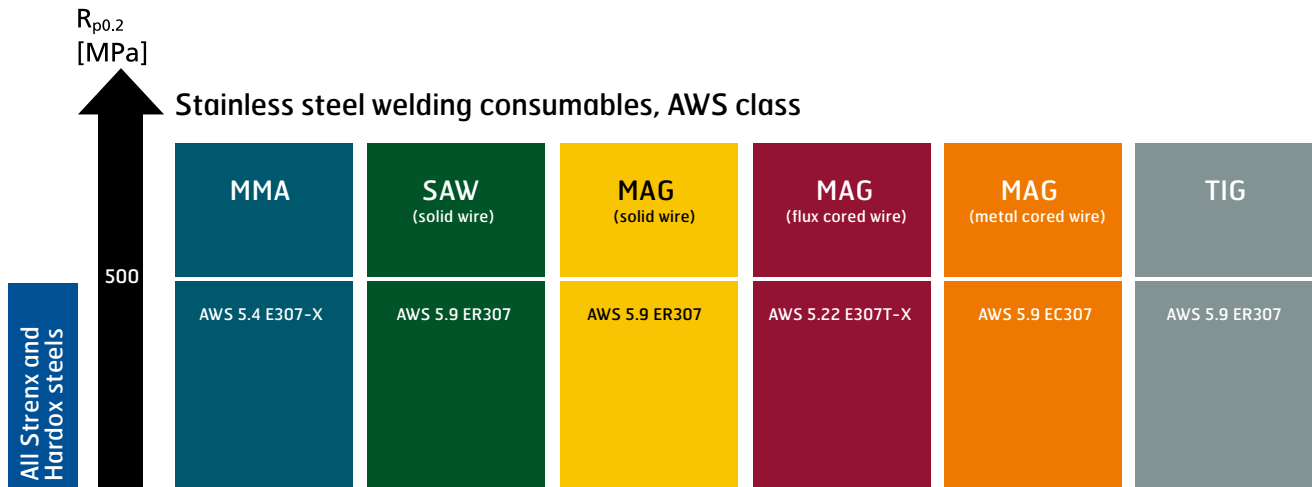 Rp0.2
[MPa]
Stainless steel welding consumables, AWS class
MMA
SAW
(solid wire)
MAG
(solid wire)
MAG
(flux cored wire)
MAG
(metal cored wire)
TIG
500
AWS 5.4 E307-X
AWS 5.9 ER307
AWS 5.9 ER307
AWS 5.22 E307T-X
AWS 5.9 EC307
AWS 5.9 ER307
All Strenx and
Hardox steels